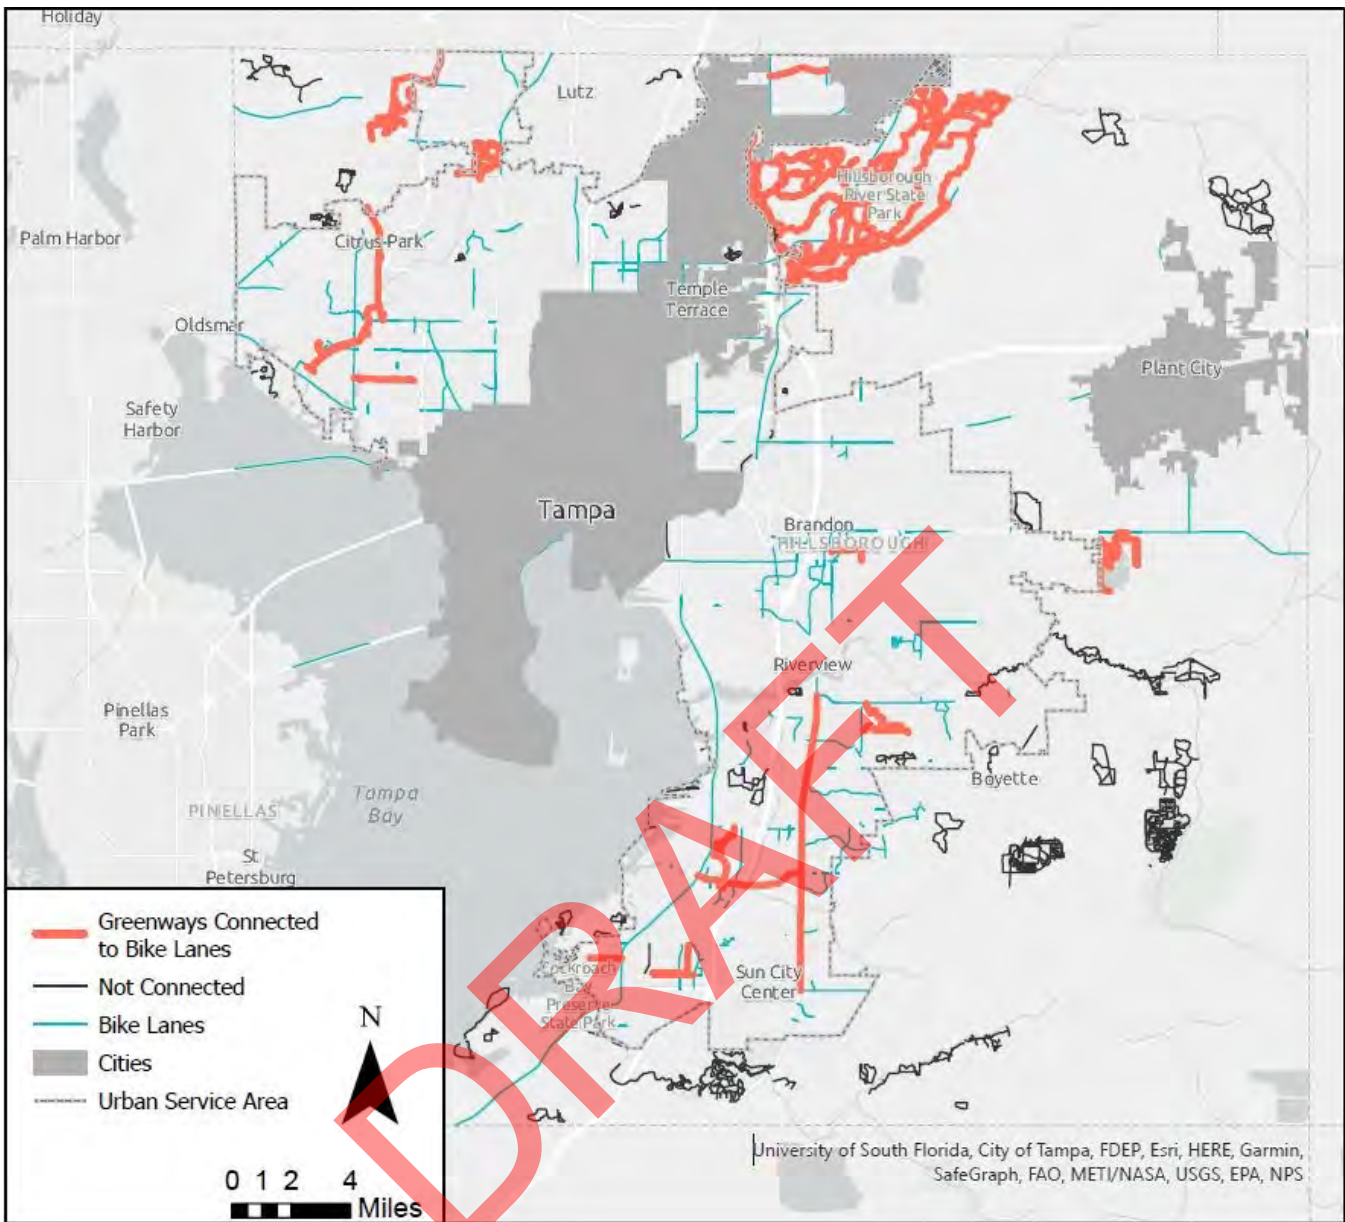 Holiday
Lutz
Hillsborough
River State
Park
Palm Harbor
Citrus Park
Temple
Terrace
Oldsmar
Plant City
Safety
Harbor
Tampa
Brandon
HILLSBOROUGH
Riverview
Pinellas
Park
Boyette
Tampa
Bay
PINELLAS
St
Petersburg
Sun City
Center
Cockroach
Bay
Preserve
State Park
DRAFT
Greenways Connected
to Bike Lanes
Not Connected
Bike Lanes
Cities
Urban Service Area
N
0 1 2 4
Miles
University of South Florida, City of Tampa, FDEP, Esri, HERE, Garmin,
SafeGraph, FAO, METI/NASA, USGS, EPA, NPS